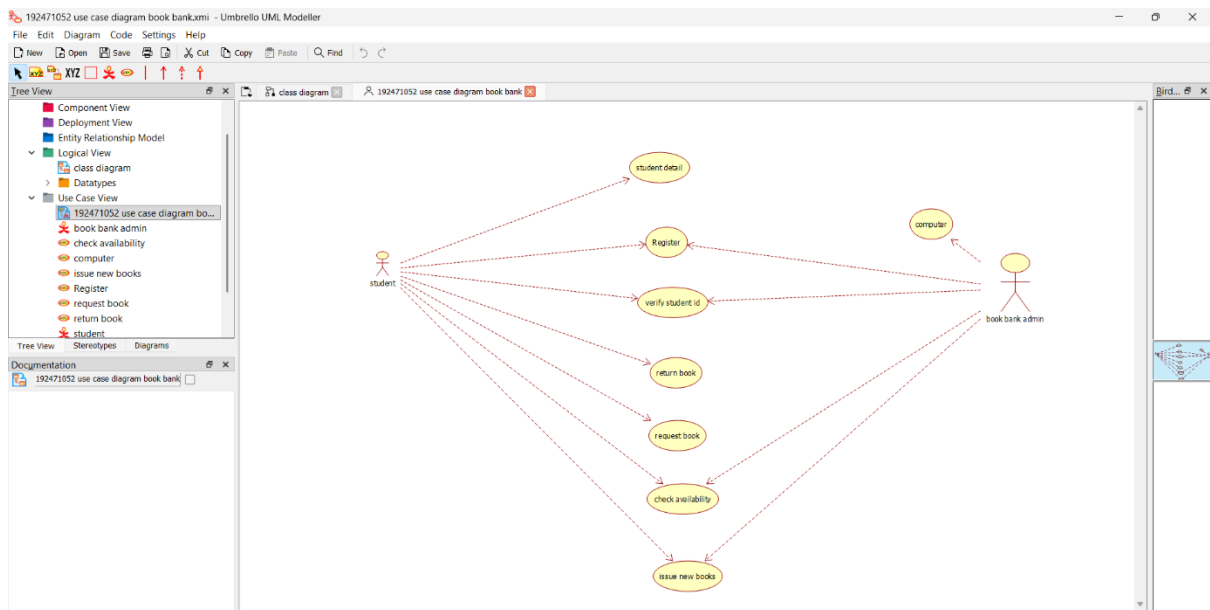 192471052 use case diagram book bank.xmi - Umbrello UML Modeller
File Edit Diagram Code Settings Help
New Open Save Cut Copy Paste Find
XYZ XYZ
Tree View
class diagram
192471052 use case diagram book bank
Bird...
Component View
Deployment View
Entity Relationship Model
Logical View
class diagram
Datatypes
Use Case View
192471052 use case diagram bo...
book bank admin
check availability
computer
issue new books
Register
request book
return book
student
Tree View Stereotypes Diagrams
Documentation
192471052 use case diagram book bank
student detail
computer
Register
student
verify student id
book bank admin
return book
request book
check availability
issue new books